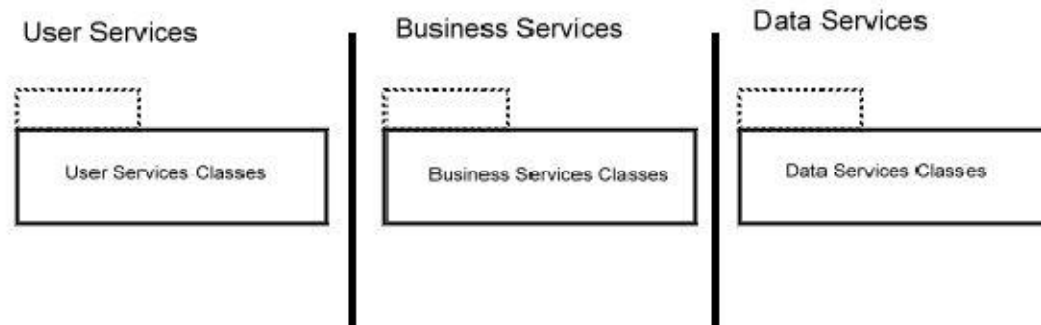 User Services
Business Services
Data Services
User Services Classes
Business Services Classes
Data Services Classes